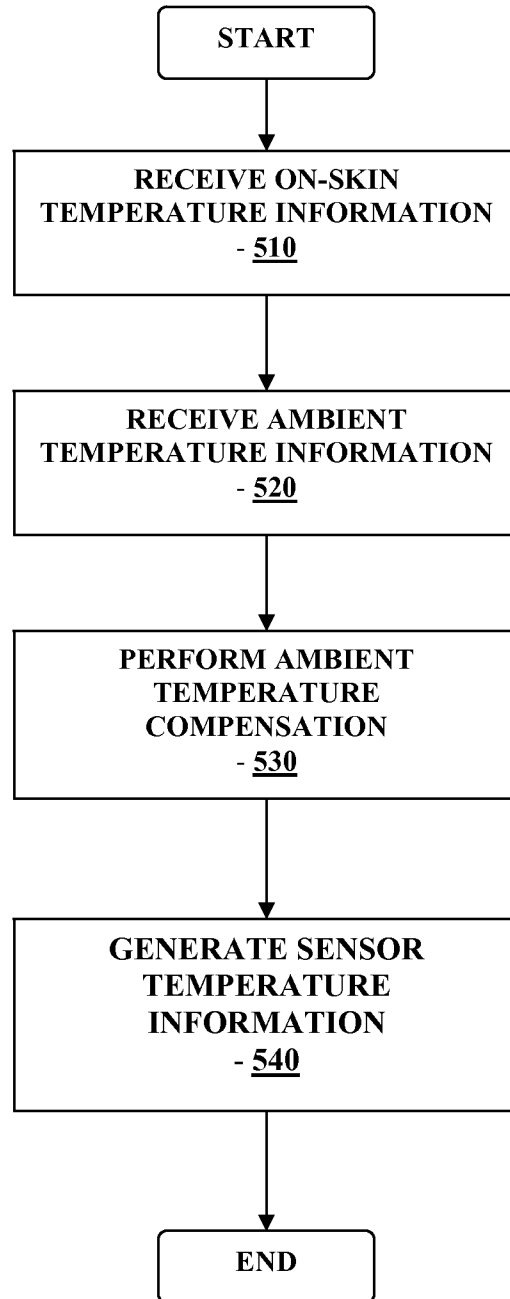 START
RECEIVE ON-SKIN
TEMPERATURE INFORMATION
- 510
RECEIVE AMBIENT
TEMPERATURE INFORMATION
- 520
PERFORM AMBIENT
TEMPERATURE
COMPENSATION
- 530
GENERATE SENSOR
TEMPERATURE
INFORMATION
- 540
END